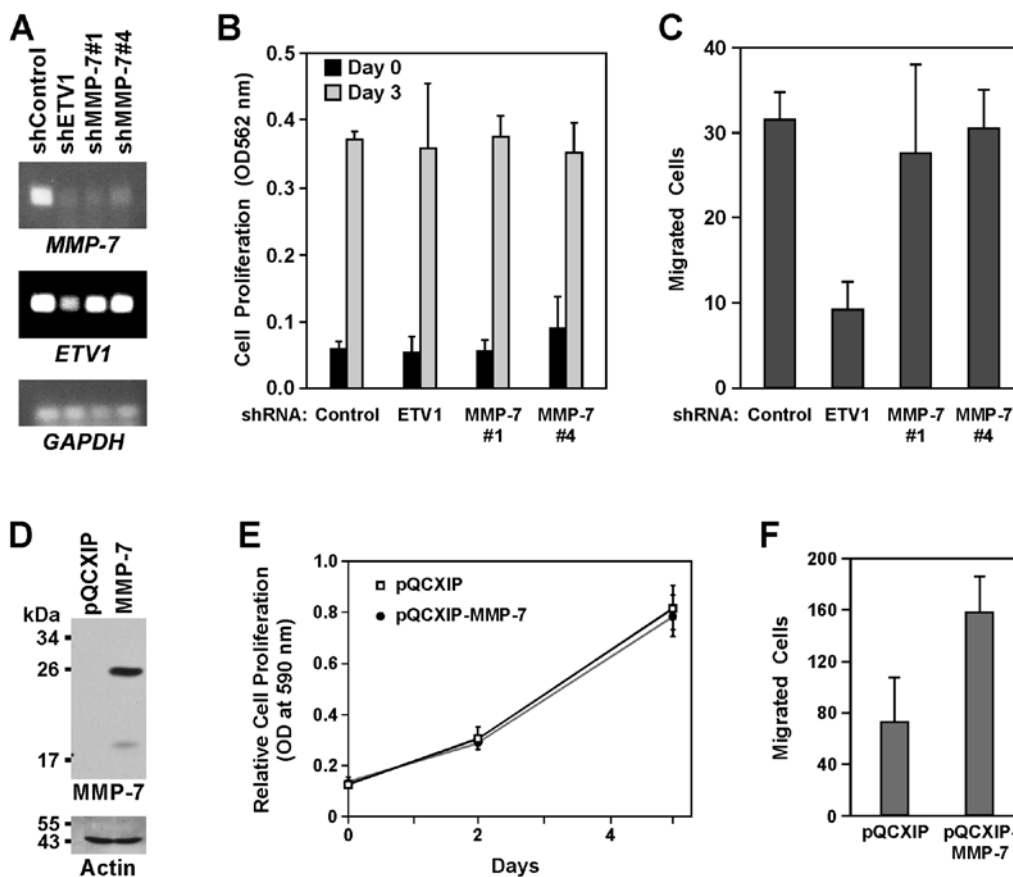 A
shControl
shETV1
shMMP-7#1
shMMP-7#4
MMP-7
ETV1
GAPDH
B
0.5
0.4
0.3
0.2
0.1
0.0
Cell Proliferation (OD562 nm)
Day 0
Day 3
shRNA: Control ETV1 MMP-7 MMP-7
#1 #4
C
40
30
20
10
0
Migrated Cells
shRNA: Control ETV1 MMP-7 MMP-7
#1 #4
D
pQCXIP
MMP-7
kDa
34
26
17
MMP-7
55
43
Actin
E
1.0
0.8
0.6
0.4
0.2
0
Relative Cell Proliferation
(OD at 590 nm)
pQCXIP
pQCXIP-MMP-7
0 2 4
Days
F
200
160
120
80
40
0
Migrated Cells
pQCXIP pQCXIP-
MMP-7